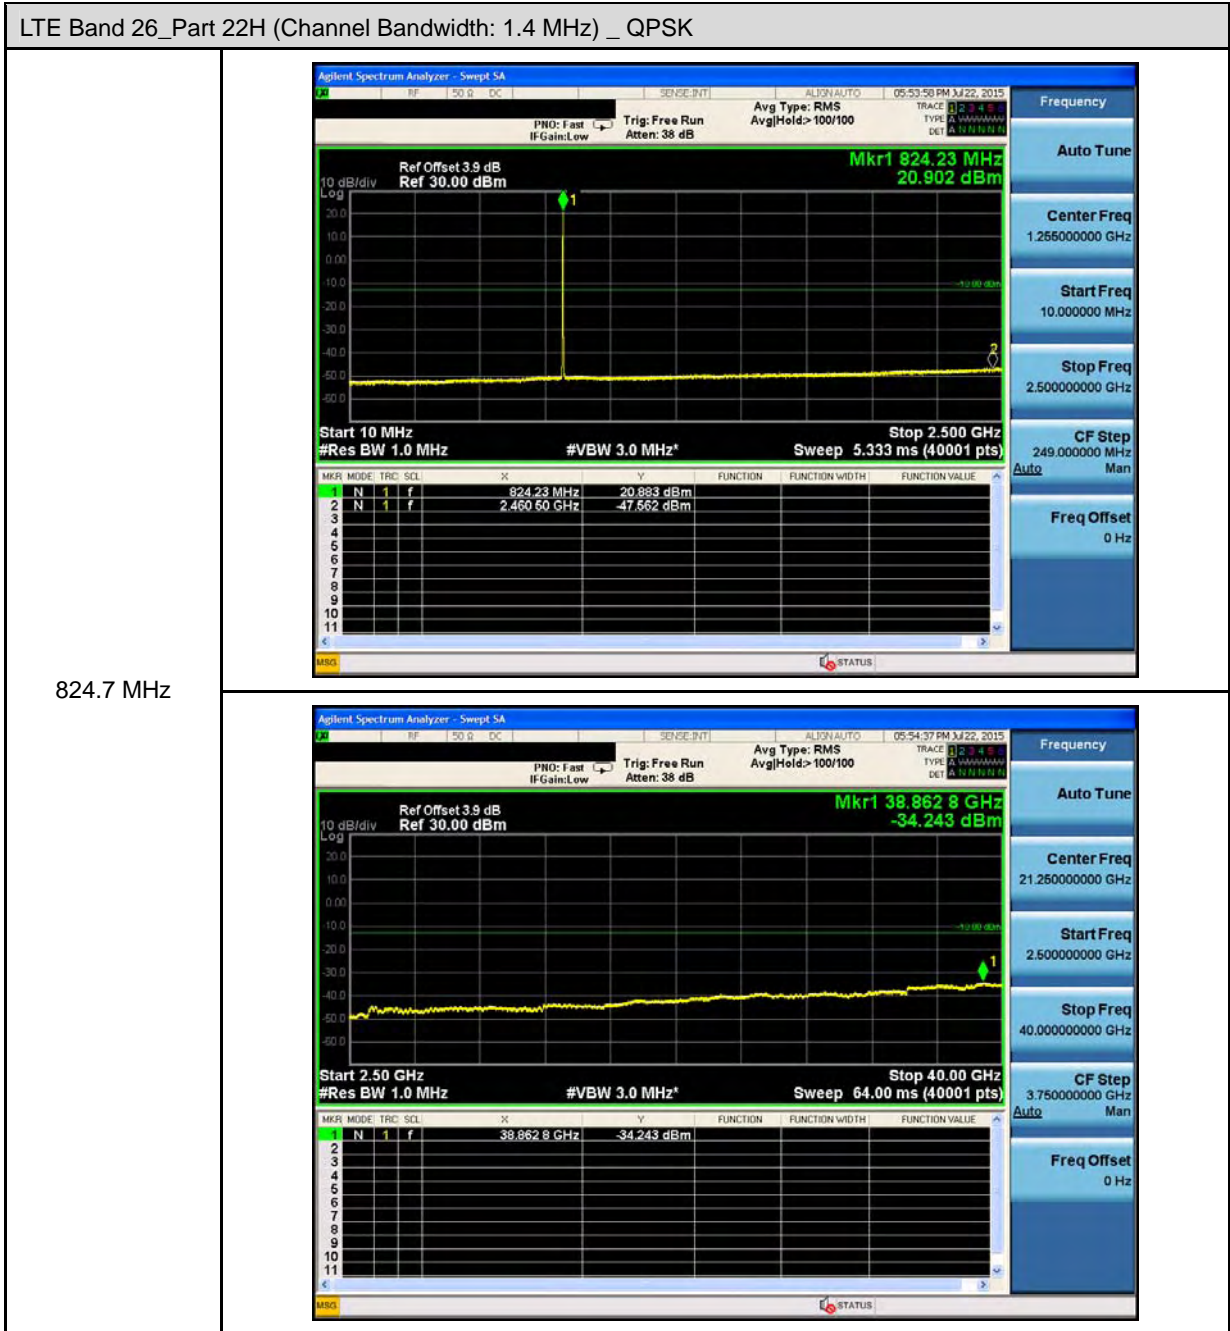 LTE Band 26_Part 22H (Channel Bandwidth: 1.4 MHz) _ QPSK
824.7 MHz
Agilent Spectrum Analyzer - Swept SA
RF 50 Ω DC SENSE:INT ALIGN AUTO 05:53:58 PM Jul 22, 2015
PNO: Fast
IFGain:Low
Trig: Free Run
Atten: 38 dB
Avg Type: RMS
Avg|Hold:> 100/100
TRACE 1 2 3 4 5 6
TYPE A WWWWW
DET A N N N N N
Mkr1 824.23 MHz
20.902 dBm
Ref Offset 3.9 dB
10 dB/div Ref 30.00 dBm
Log
20.0
10.0
0.00
-10.0
-20.0
-30.0
-40.0
-50.0
-60.0
1
2
Start 10 MHz Stop 2.500 GHz
#Res BW 1.0 MHz #VBW 3.0 MHz* Sweep 5.333 ms (40001 pts)
MKR MODE TRC SCL X Y FUNCTION FUNCTION WIDTH FUNCTION VALUE
1 N 1 f 824.23 MHz 20.883 dBm
2 N 1 f 2.460 50 GHz -47.562 dBm
3
4
5
6
7
8
9
10
11
MSG STATUS
Frequency
Auto Tune
Center Freq
1.255000000 GHz
Start Freq
10.000000 MHz
Stop Freq
2.500000000 GHz
CF Step
249.000000 MHz
Auto Man
Freq Offset
0 Hz
Agilent Spectrum Analyzer - Swept SA
RF 50 Ω DC SENSE:INT ALIGN AUTO 05:54:37 PM Jul 22, 2015
PNO: Fast
IFGain:Low
Trig: Free Run
Atten: 38 dB
Avg Type: RMS
Avg|Hold:> 100/100
TRACE 1 2 3 4 5 6
TYPE A WWWWW
DET A N N N N N
Mkr1 38.862 8 GHz
-34.243 dBm
Ref Offset 3.9 dB
10 dB/div Ref 30.00 dBm
Log
20.0
10.0
0.00
-10.0
-20.0
-30.0
-40.0
-50.0
-60.0
1
Start 2.50 GHz Stop 40.00 GHz
#Res BW 1.0 MHz #VBW 3.0 MHz* Sweep 64.00 ms (40001 pts)
MKR MODE TRC SCL X Y FUNCTION FUNCTION WIDTH FUNCTION VALUE
1 N 1 f 38.862 8 GHz -34.243 dBm
2
3
4
5
6
7
8
9
10
11
MSG STATUS
Frequency
Auto Tune
Center Freq
21.250000000 GHz
Start Freq
2.500000000 GHz
Stop Freq
40.000000000 GHz
CF Step
3.750000000 GHz
Auto Man
Freq Offset
0 Hz